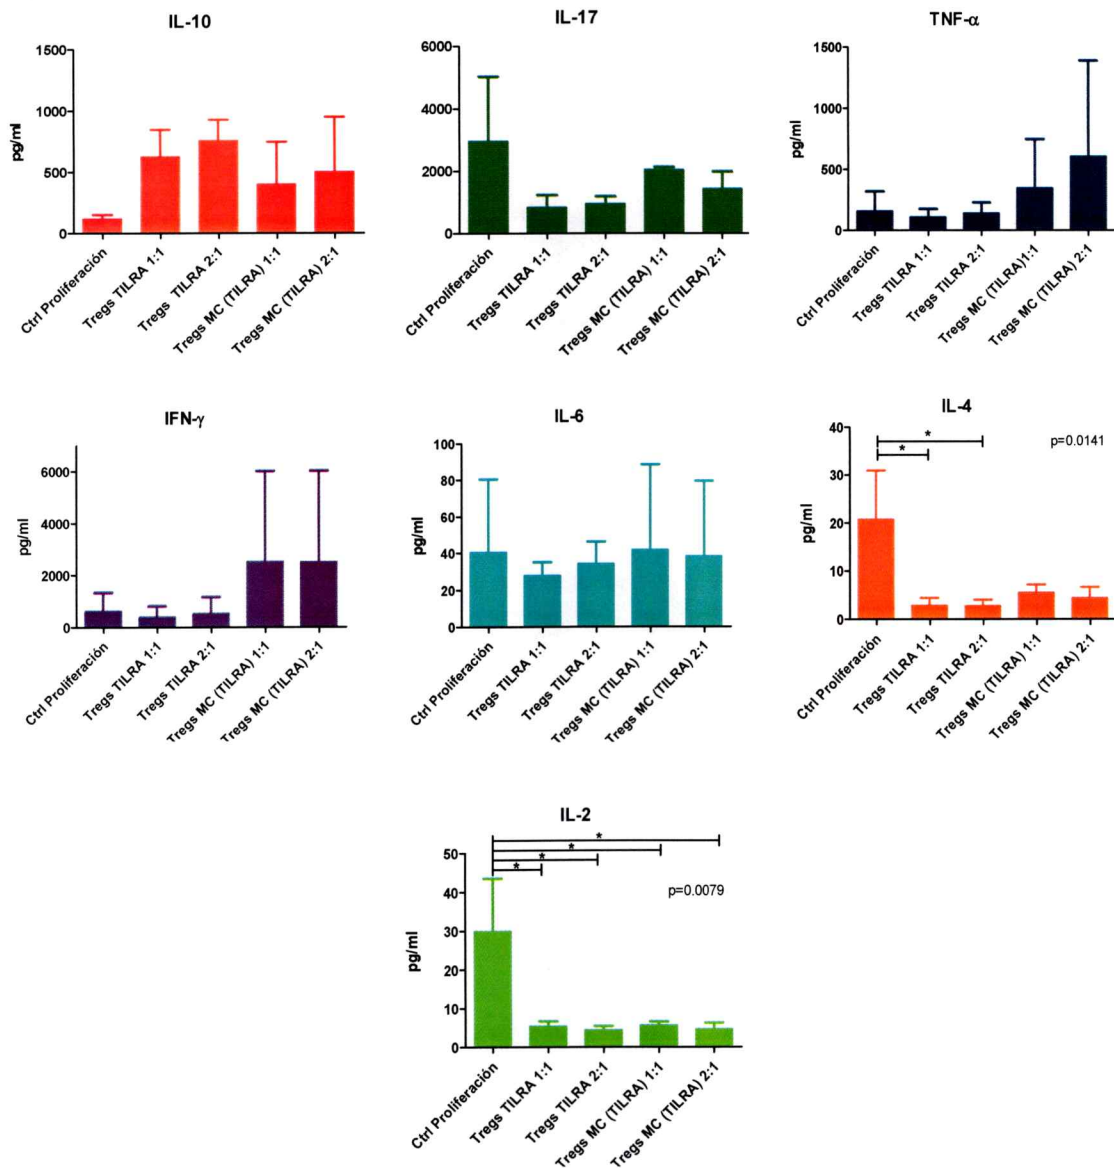 IL-10
1500
1000
500
0
pg/ml
Ctrl Proliferación
Tregs TILRA 1:1
Tregs TILRA 2:1
Tregs MC (TILRA) 1:1
Tregs MC (TILRA) 2:1
IL-17
6000
4000
2000
0
Ctrl Proliferación
Tregs TILRA 1:1
Tregs TILRA 2:1
Tregs MC (TILRA) 1:1
Tregs MC (TILRA) 2:1
TNF-α
1500
1000
500
0
pg/ml
Ctrl Proliferación
Tregs TILRA 1:1
Tregs TILRA 2:1
Tregs MC (TILRA)1:1
Tregs MC (TILRA) 2:1
IFN-γ
6000
4000
2000
0
pg/ml
Ctrl Proliferación
Tregs TILRA 1:1
Tregs TILRA 2:1
Tregs MC (TILRA) 1:1
Tregs MC (TILRA) 2:1
IL-6
100
80
60
40
20
0
pg/ml
Ctrl Proliferación
Tregs TILRA 1:1
Tregs TILRA 2:1
Tregs MC (TILRA) 1:1
Tregs MC (TILRA) 2:1
IL-4
40
30
20
10
0
pg/ml
*
*
p=0.0141
Ctrl Proliferación
Tregs TILRA 1:1
Tregs TILRA 2:1
Tregs MC (TILRA) 1:1
Tregs MC (TILRA) 2:1
IL-2
50
40
30
20
10
0
pg/ml
*
*
*
*
p=0.0079
Ctrl Proliferación
Tregs TILRA 1:1
Tregs TILRA 2:1
Tregs MC (TILRA) 1:1
Tregs MC (TILRA) 2:1